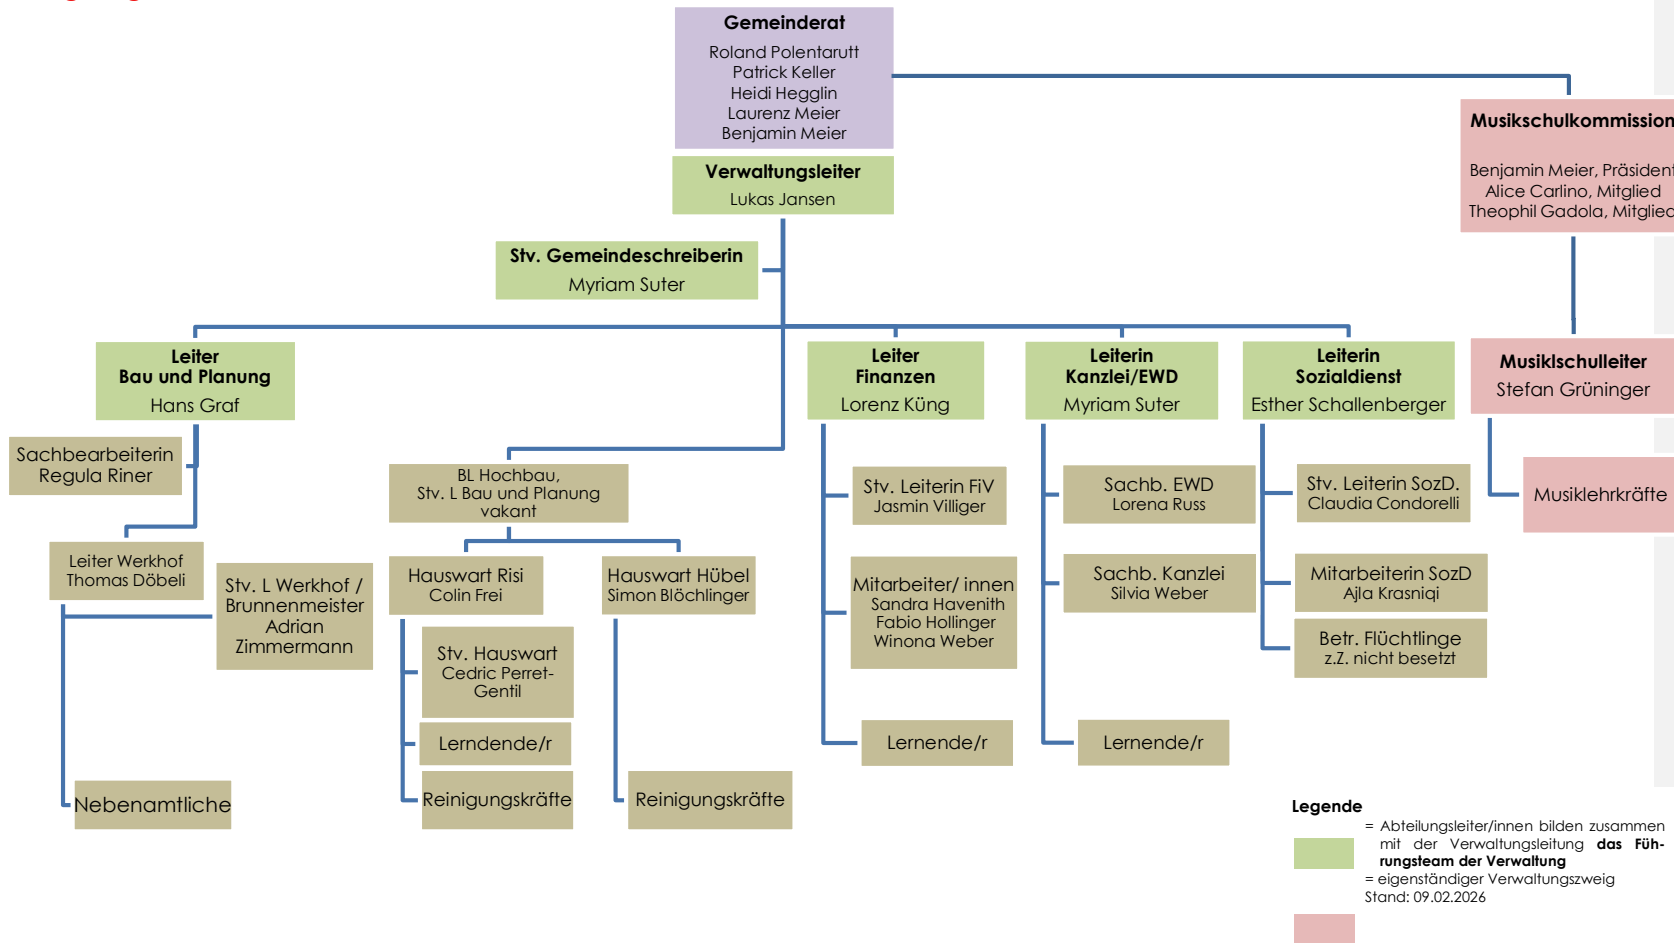 Gemeinderat
Roland Polentarutt
Patrick Keller
Heidi Hegglin
Laurenz Meier
Benjamin Meier
Musikschulkommission
Benjamin Meier, Präsident
Alice Carlino, Mitglied
Theophil Gadola, Mitglied
Verwaltungsleiter
Lukas Jansen
Stv. Gemeindeschreiberin
Myriam Suter
Leiter
Bau und Planung
Hans Graf
Leiter
Finanzen
Lorenz Küng
Leiterin
Kanzlei/EWD
Myriam Suter
Leiterin
Sozialdienst
Esther Schallenberger
Musiklschulleiter
Stefan Grüninger
Sachbearbeiterin
Regula Riner
BL Hochbau,
Stv. L Bau und Planung
vakant
Stv. Leiterin FiV
Jasmin Villiger
Sachb. EWD
Lorena Russ
Stv. Leiterin SozD.
Claudia Condorelli
Musiklehrkräfte
Leiter Werkhof
Thomas Döbeli
Stv. L Werkhof /
Brunnenmeister
Adrian
Zimmermann
Hauswart Risi
Colin Frei
Hauswart Hübel
Simon Blöchlinger
Mitarbeiter/ innen
Sandra Havenith
Fabio Hollinger
Winona Weber
Sachb. Kanzlei
Silvia Weber
Mitarbeiterin SozD
Ajla Krasniqi
Betr. Flüchtlinge
z.Z. nicht besetzt
Stv. Hauswart
Cedric Perret-
Gentil
Lerndende/r
Lernende/r
Lernende/r
Nebenamtliche
Reinigungskräfte
Reinigungskräfte
Legende
= Abteilungsleiter/innen bilden zusammen
mit der Verwaltungsleitung das Füh-
rungsteam der Verwaltung
= eigenständiger Verwaltungszweig
Stand: 09.02.2026